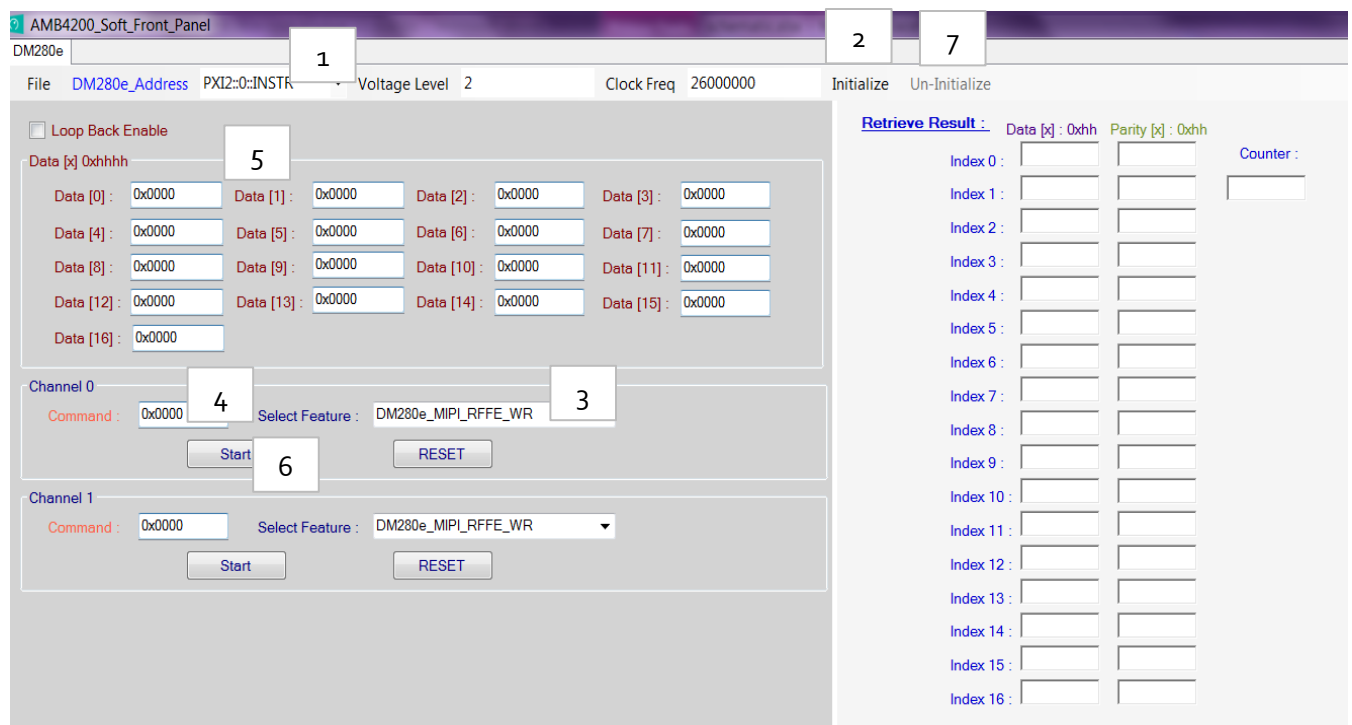 AMB4200_Soft_Front_Panel
DM280e
1
2
7
File DM280e_Address PXI2::0::INSTR Voltage Level 2 Clock Freq 26000000 Initialize Un-Initialize
Loop Back Enable
5
Data [x] 0xhhhh
Data [0] : 0x0000 Data [1] : 0x0000 Data [2] : 0x0000 Data [3] : 0x0000
Data [4] : 0x0000 Data [5] : 0x0000 Data [6] : 0x0000 Data [7] : 0x0000
Data [8] : 0x0000 Data [9] : 0x0000 Data [10] : 0x0000 Data [11] : 0x0000
Data [12] : 0x0000 Data [13] : 0x0000 Data [14] : 0x0000 Data [15] : 0x0000
Data [16] : 0x0000
Channel 0
4
3
Command : 0x0000 Select Feature : DM280e_MIPI_RFFE_WR
Start RESET
6
Channel 1
Command : 0x0000 Select Feature : DM280e_MIPI_RFFE_WR
Start RESET
Retrieve Result : Data [x] : 0xhh Parity [x] : 0xhh
Counter :
Index 0 :
Index 1 :
Index 2 :
Index 3 :
Index 4 :
Index 5 :
Index 6 :
Index 7 :
Index 8 :
Index 9 :
Index 10 :
Index 11 :
Index 12 :
Index 13 :
Index 14 :
Index 15 :
Index 16 :